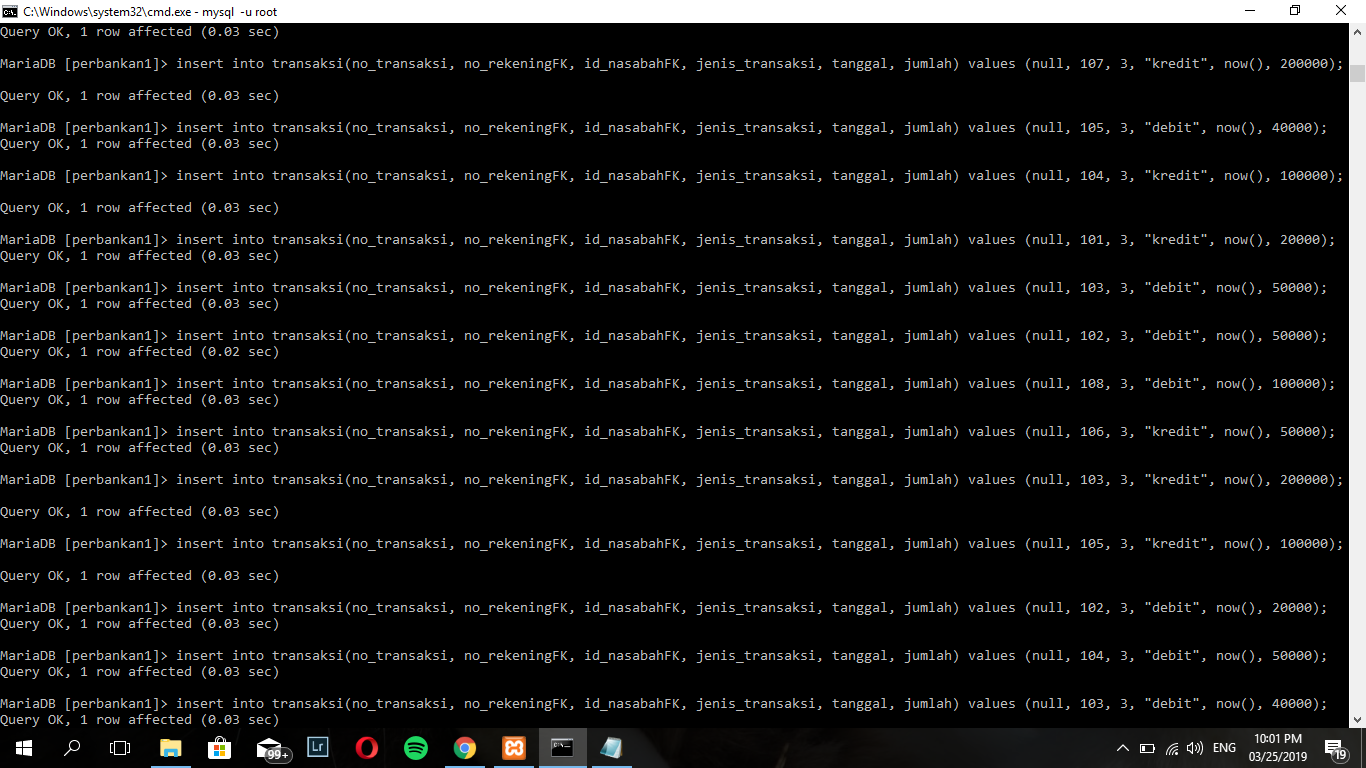 C:\Windows\system32\cmd.exe - mysql  -u root
Query OK, 1 row affected (0.03 sec)
MariaDB [perbankan1]> insert into transaksi(no_transaksi, no_rekeningFK, id_nasabahFK, jenis_transaksi, tanggal, jumlah) values (null, 107, 3, "kredit", now(), 200000);
Query OK, 1 row affected (0.03 sec)
MariaDB [perbankan1]> insert into transaksi(no_transaksi, no_rekeningFK, id_nasabahFK, jenis_transaksi, tanggal, jumlah) values (null, 105, 3, "debit", now(), 40000);
Query OK, 1 row affected (0.03 sec)
MariaDB [perbankan1]> insert into transaksi(no_transaksi, no_rekeningFK, id_nasabahFK, jenis_transaksi, tanggal, jumlah) values (null, 104, 3, "kredit", now(), 100000);
Query OK, 1 row affected (0.03 sec)
MariaDB [perbankan1]> insert into transaksi(no_transaksi, no_rekeningFK, id_nasabahFK, jenis_transaksi, tanggal, jumlah) values (null, 101, 3, "kredit", now(), 20000);
Query OK, 1 row affected (0.03 sec)
MariaDB [perbankan1]> insert into transaksi(no_transaksi, no_rekeningFK, id_nasabahFK, jenis_transaksi, tanggal, jumlah) values (null, 103, 3, "debit", now(), 50000);
Query OK, 1 row affected (0.03 sec)
MariaDB [perbankan1]> insert into transaksi(no_transaksi, no_rekeningFK, id_nasabahFK, jenis_transaksi, tanggal, jumlah) values (null, 102, 3, "debit", now(), 50000);
Query OK, 1 row affected (0.02 sec)
MariaDB [perbankan1]> insert into transaksi(no_transaksi, no_rekeningFK, id_nasabahFK, jenis_transaksi, tanggal, jumlah) values (null, 108, 3, "debit", now(), 100000);
Query OK, 1 row affected (0.03 sec)
MariaDB [perbankan1]> insert into transaksi(no_transaksi, no_rekeningFK, id_nasabahFK, jenis_transaksi, tanggal, jumlah) values (null, 106, 3, "kredit", now(), 50000);
Query OK, 1 row affected (0.03 sec)
MariaDB [perbankan1]> insert into transaksi(no_transaksi, no_rekeningFK, id_nasabahFK, jenis_transaksi, tanggal, jumlah) values (null, 103, 3, "kredit", now(), 200000);
Query OK, 1 row affected (0.03 sec)
MariaDB [perbankan1]> insert into transaksi(no_transaksi, no_rekeningFK, id_nasabahFK, jenis_transaksi, tanggal, jumlah) values (null, 105, 3, "kredit", now(), 100000);
Query OK, 1 row affected (0.03 sec)
MariaDB [perbankan1]> insert into transaksi(no_transaksi, no_rekeningFK, id_nasabahFK, jenis_transaksi, tanggal, jumlah) values (null, 102, 3, "debit", now(), 20000);
Query OK, 1 row affected (0.03 sec)
MariaDB [perbankan1]> insert into transaksi(no_transaksi, no_rekeningFK, id_nasabahFK, jenis_transaksi, tanggal, jumlah) values (null, 104, 3, "debit", now(), 50000);
Query OK, 1 row affected (0.03 sec)
MariaDB [perbankan1]> insert into transaksi(no_transaksi, no_rekeningFK, id_nasabahFK, jenis_transaksi, tanggal, jumlah) values (null, 103, 3, "debit", now(), 40000);
Query OK, 1 row affected (0.03 sec)
99+
Lr
ENG
10:01 PM
03/25/2019
19